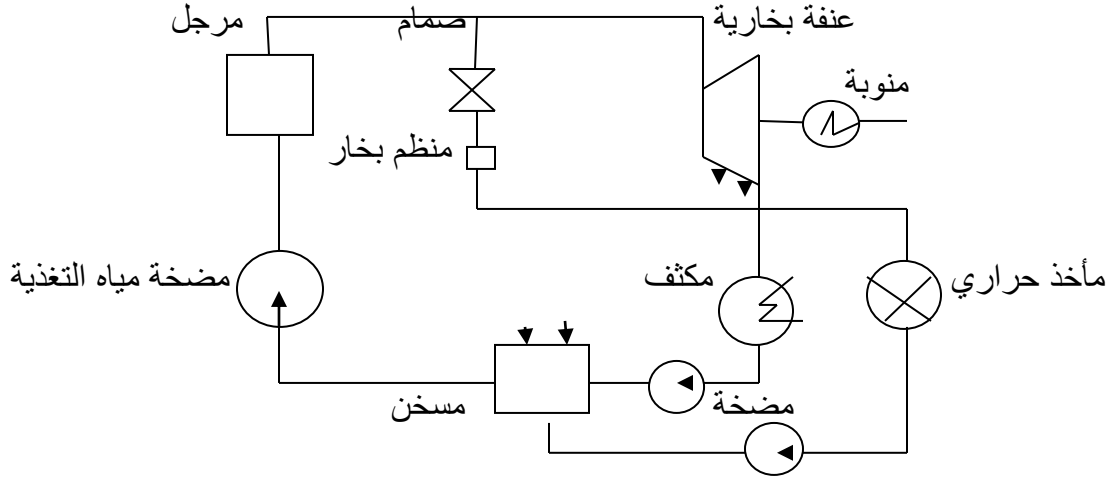 عنفة بخارية
صمام
مرجل
منوبة
منظم بخار
مأخذ حراري
مكثف
مضخة مياه التغذية
مضخة
مسخن